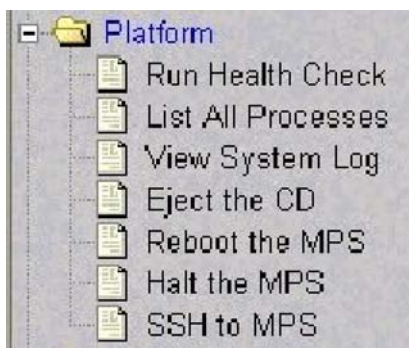 Platform
Run Health Check
List All Processes
View System Log
Eject the CD
Reboot the MPS
Halt the MPS
SSH to MPS